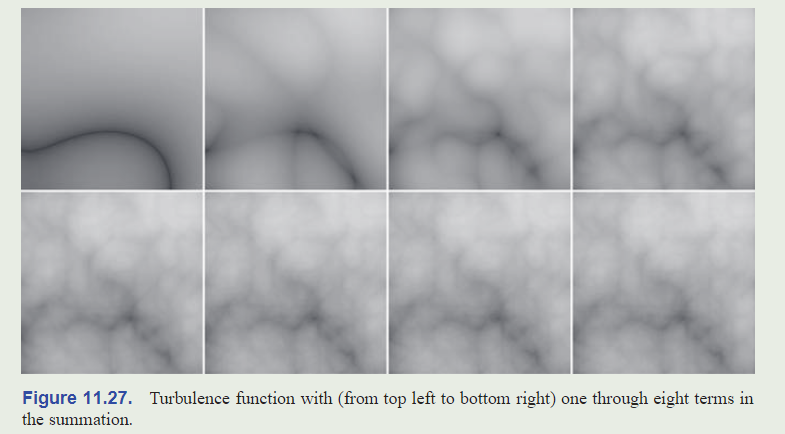 Figure 11.27. Turbulence function with (from top left to bottom right) one through eight terms in
the summation.